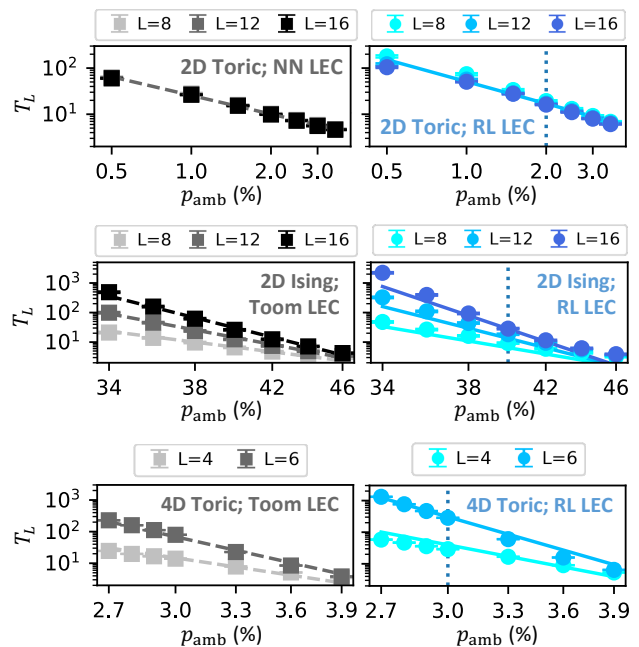 L=8 L=12 L=16
L=8 L=12 L=16
T_L
10²
10¹
2D Toric; NN LEC
2D Toric; RL LEC
0.5 1.0 2.0 3.0
0.5 1.0 2.0 3.0
p_amb (%)
p_amb (%)
L=8 L=12 L=16
L=8 L=12 L=16
T_L
10³
10²
10¹
2D Ising;
Toom LEC
2D Ising;
RL LEC
34 38 42 46
34 38 42 46
p_amb (%)
p_amb (%)
L=4 L=6
L=4 L=6
T_L
10³
10²
10¹
4D Toric; Toom LEC
4D Toric; RL LEC
2.7 3.0 3.3 3.6 3.9
2.7 3.0 3.3 3.6 3.9
p_amb (%)
p_amb (%)